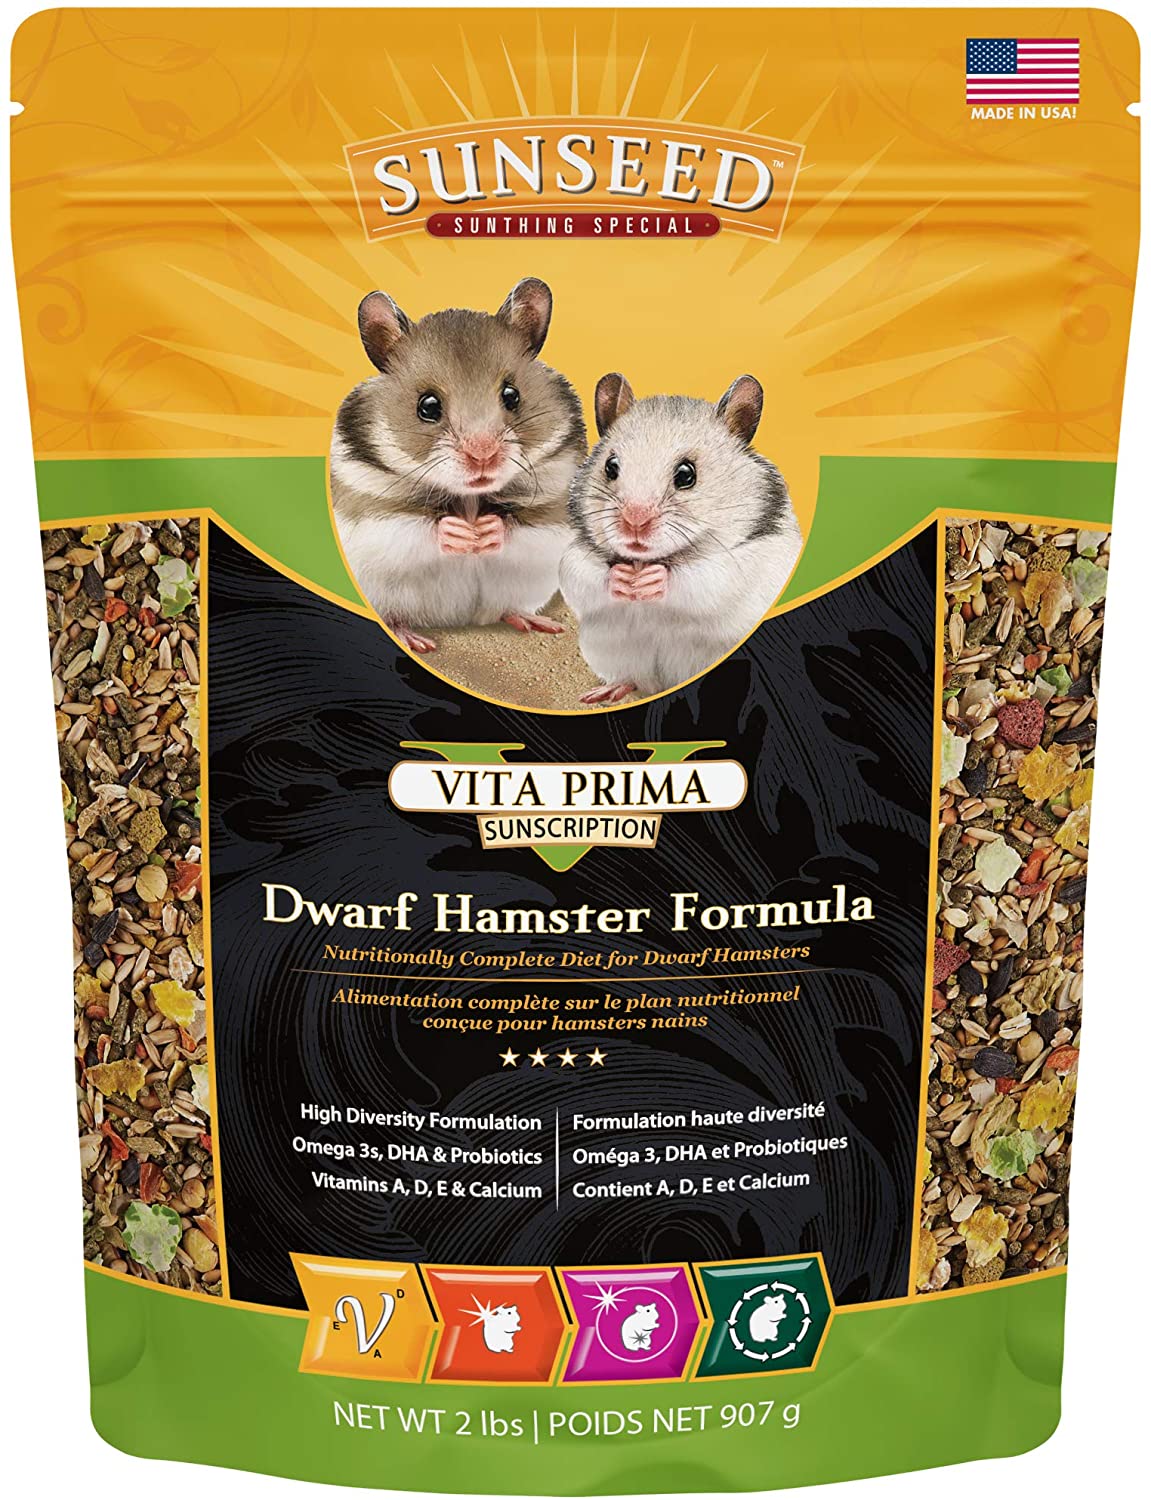 MADE IN USA!
SUNSEED™
· SUNTHING SPECIAL ·
V
VITA PRIMA
SUNSCRIPTION
Dwarf Hamster Formula
Nutritionally Complete Diet for Dwarf Hamsters
Alimentation complète sur le plan nutritionnel
conçue pour hamsters nains
High Diversity Formulation
Omega 3s, DHA & Probiotics
Vitamins A, D, E & Calcium
Formulation haute diversité
Oméga 3, DHA et Probiotiques
Contient A, D, E et Calcium
E V D A
NET WT 2 lbs | POIDS NET 907 g